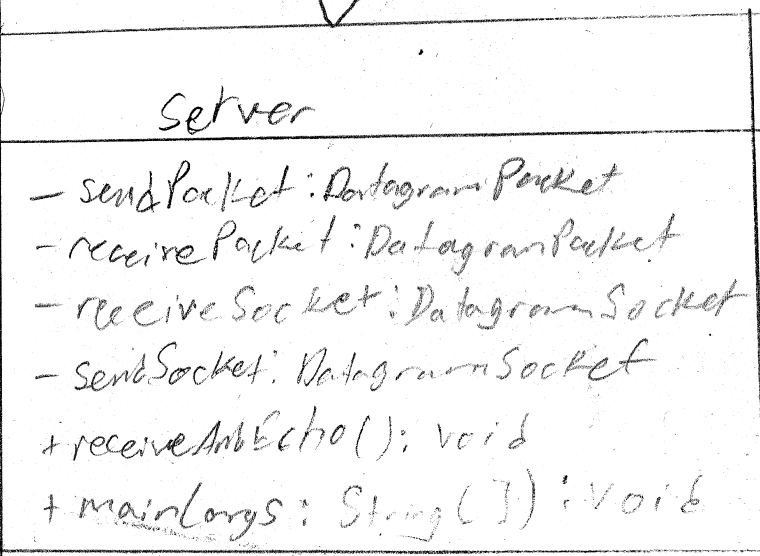 Server
- sendPacket : DatagramPacket
- receivePacket : DatagramPacket
- receiveSocket : DatagramSocket
- sendSocket : DatagramSocket
+ receiveAndEcho() : void
+ main(args : String[]) : void